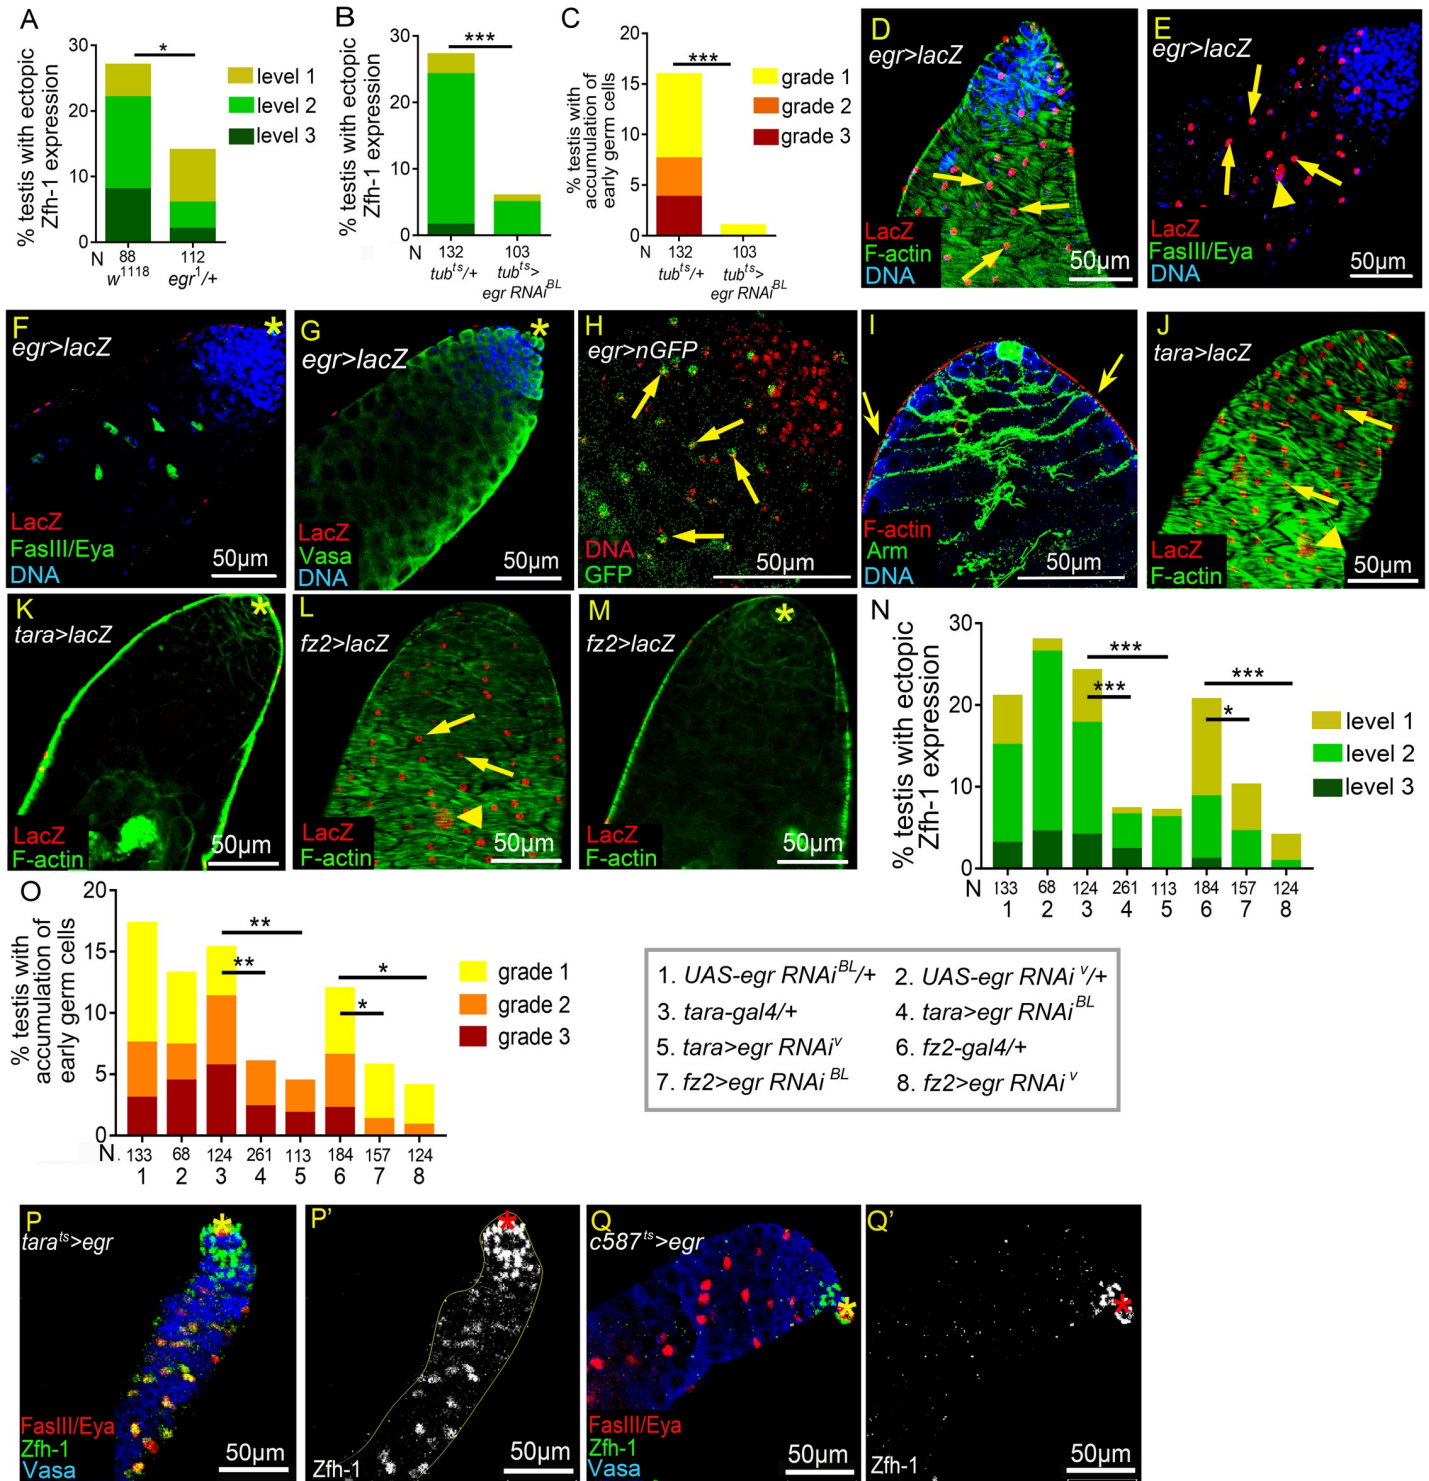 A
% testis with ectopic
Zfh-1 expression
30
20
10
0
*
level 1
level 2
level 3
N 88 112
w1118 egr1/+
B
% testis with ectopic
Zfh-1 expression
30
20
10
0
***
N 132 103
tubts/+ tubts>
egr RNAiBL
C
% testis with
accumulation of
early germ cells
20
15
10
5
0
***
grade 1
grade 2
grade 3
N 132 103
tubts/+ tubts>
egr RNAiBL
D
egr>lacZ
LacZ
F-actin
DNA
50µm
E
egr>lacZ
LacZ
FasIII/Eya
DNA
50µm
F
*
egr>lacZ
LacZ
FasIII/Eya
DNA
50µm
G
*
egr>lacZ
LacZ
Vasa
DNA
50µm
H
egr>nGFP
DNA
GFP
50µm
I
F-actin
Arm
DNA
50µm
J
tara>lacZ
LacZ
F-actin
50µm
K
*
tara>lacZ
LacZ
F-actin
50µm
L
fz2>lacZ
LacZ
F-actin
50µm
M
*
fz2>lacZ
LacZ
F-actin
50µm
N
% testis with ectopic
Zfh-1 expression
30
20
10
0
***
***
***
*
level 1
level 2
level 3
N 133 68 124 261 113 184 157 124
1 2 3 4 5 6 7 8
O
% testis with
accumulation of
early germ cells
20
15
10
5
0
**
**
*
*
grade 1
grade 2
grade 3
N. 133 68 124 261 113 184 157 124
1 2 3 4 5 6 7 8
1. UAS-egr RNAiBL/+ 2. UAS-egr RNAi v/+
3. tara-gal4/+ 4. tara>egr RNAiBL
5. tara>egr RNAiv 6. fz2-gal4/+
7. fz2>egr RNAi BL 8. fz2>egr RNAi v
P
*
tarats>egr
FasIII/Eya
Zfh-1
Vasa
50µm
P'
*
Zfh-1
50µm
Q
c587ts>egr
*
FasIII/Eya
Zfh-1
Vasa
50µm
Q'
*
Zfh-1
50µm